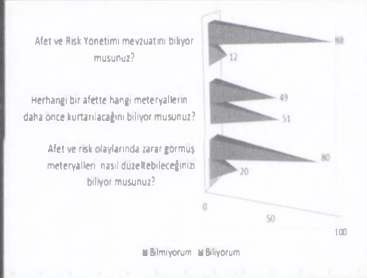 Afet ve Risk Yönetimi mevzuatını biliyor
musunuz?
88
12
Herhangi bir afette hangi meteryallerin
daha önce kurtarılacağını biliyor musunuz?
49
51
Afet ve risk olaylarında zarar görmüş
meteryalleri nasıl düzeltebileceğinizi
biliyor musunuz?
80
20
0
50
100
Bilmiyorum Biliyorum